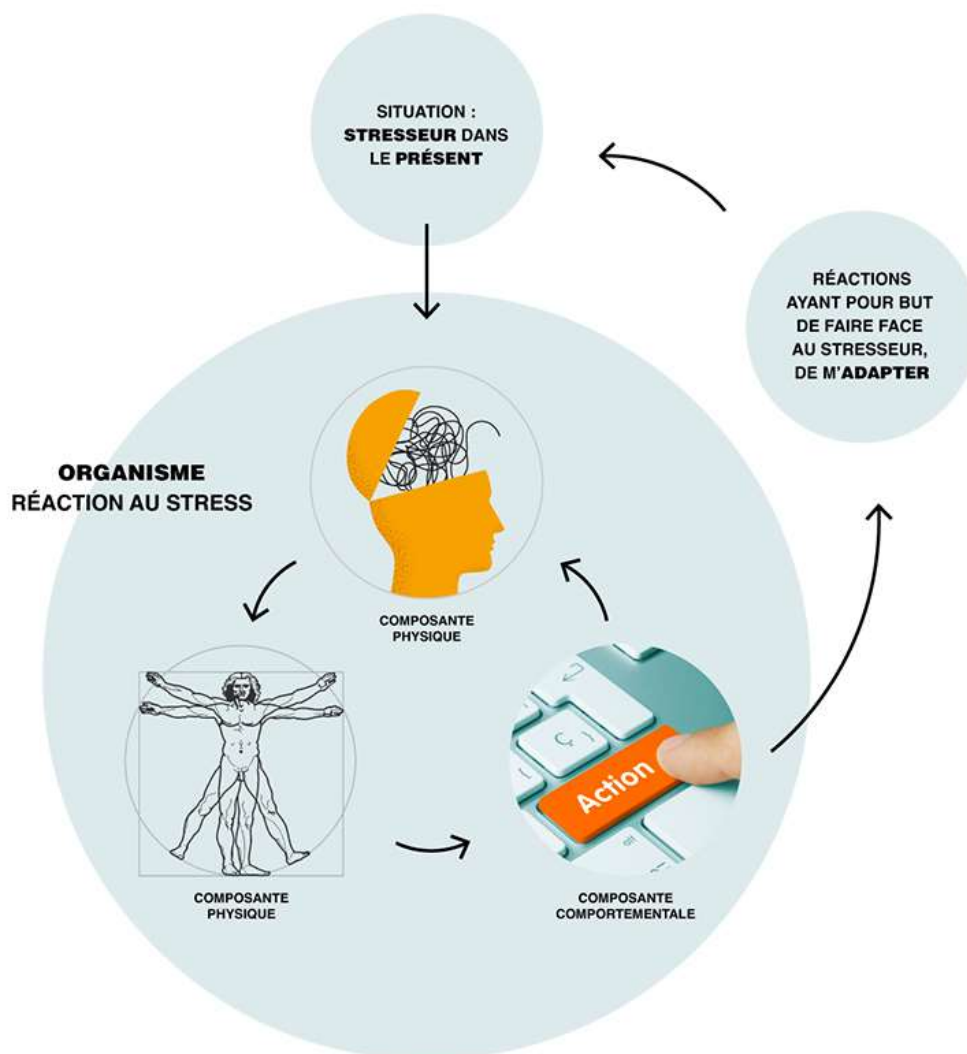 SITUATION :
STRESSEUR DANS
LE PRÉSENT
RÉACTIONS
AYANT POUR BUT
DE FAIRE FACE
AU STRESSEUR,
DE M'ADAPTER
ORGANISME
RÉACTION AU STRESS
COMPOSANTE
PHYSIQUE
COMPOSANTE
PHYSIQUE
Action
COMPOSANTE
COMPORTEMENTALE